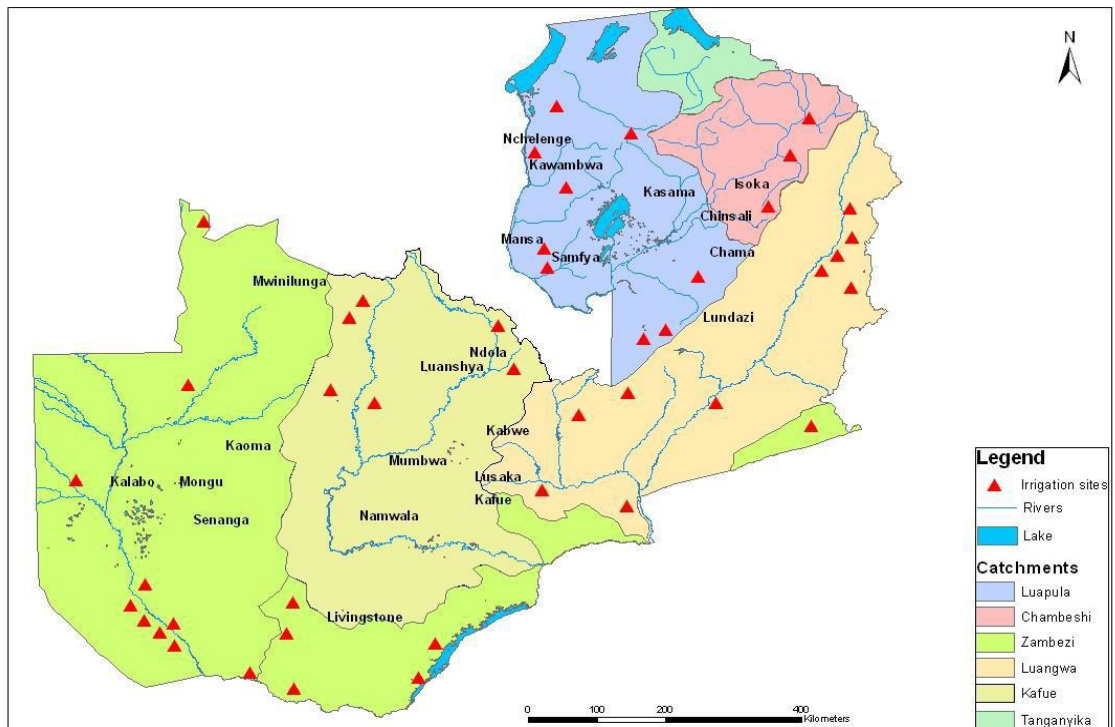 N
Nchelenge
Kawambwa
Kasama
Isoka
Chinsali
Mansa
Samfya
Chama
Mwinilunga
Lundazi
Ndola
Luanshya
Kabwe
Kaoma
Mumbwa
Lusaka
Kalabo
Mongu
Kafue
Senanga
Namwala
Livingstone
0 100 200 400
Kilometers
Legend
Irrigation sites
Rivers
Lake
Catchments
Luapula
Chambeshi
Zambezi
Luangwa
Kafue
Tanganyika